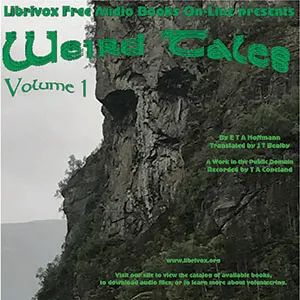 Librivox Free Audio Books On-Line presents
Weird Tales
Volume 1
By E T A Hoffmann
Translated by J T Bealby
A Work in the Public Domain
Recorded by T A Copeland
www.librivox.org
Visit our site to view the catalog of available books,
to download audio files, or to learn more about volunteering.